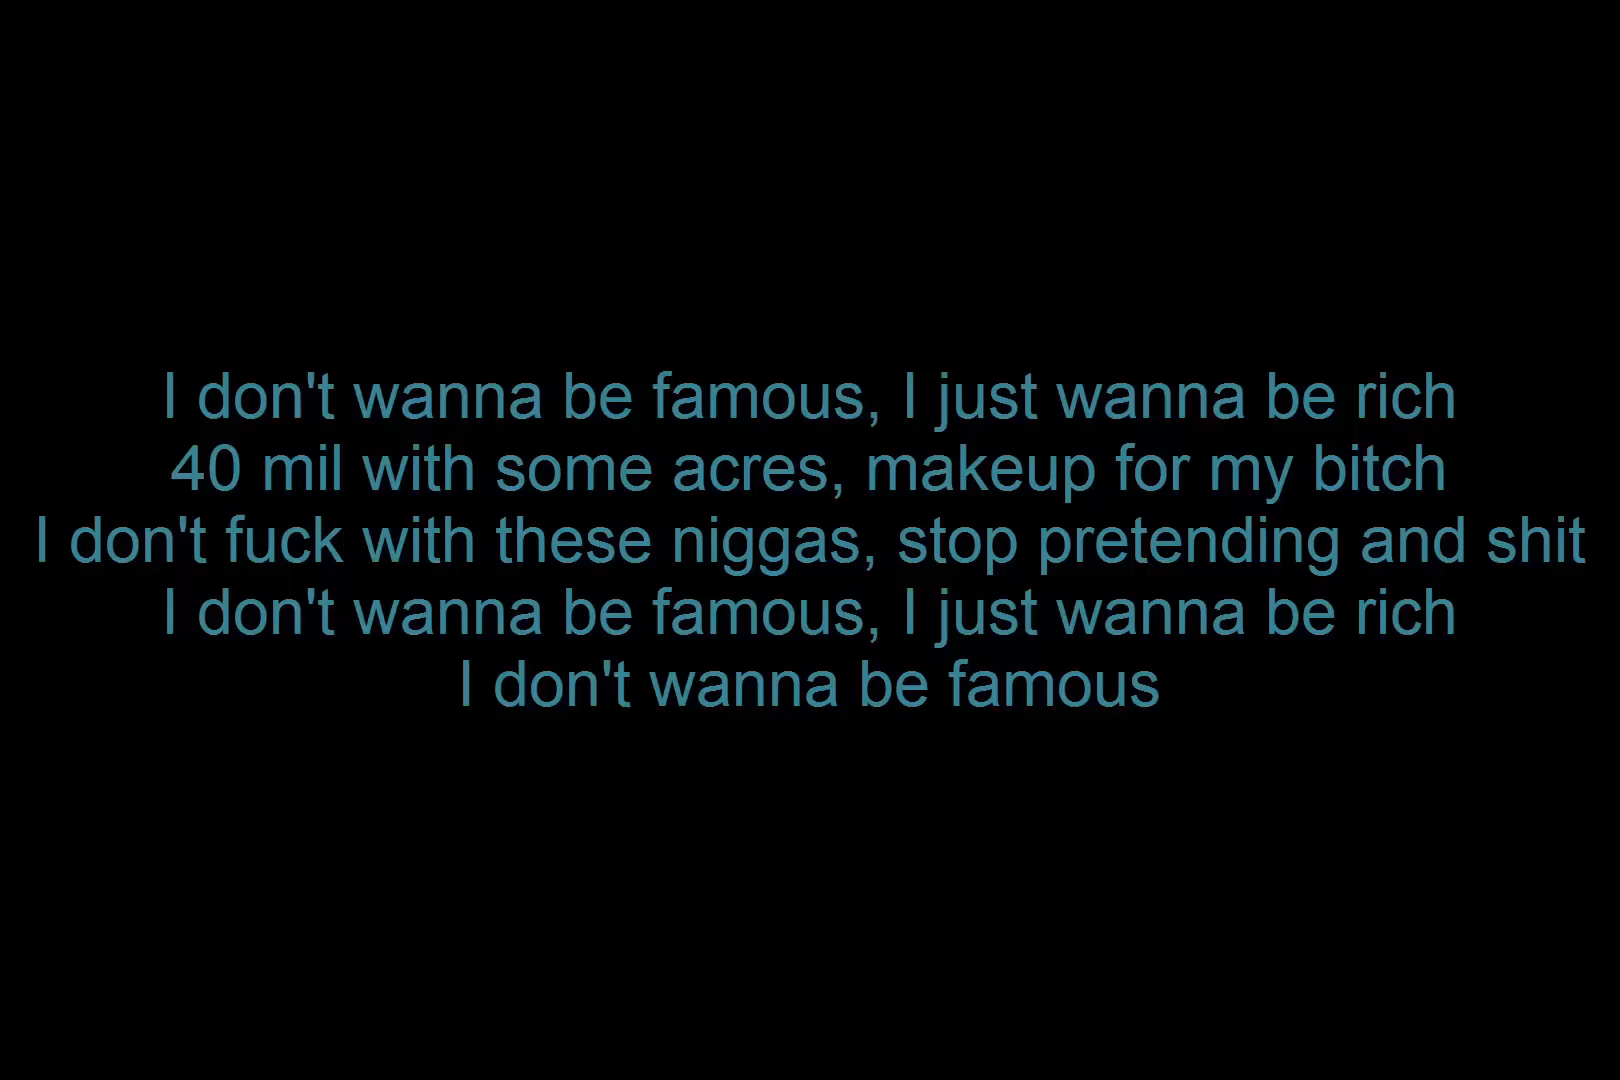 I don't wanna be famous, I just wanna be rich
40 mil with some acres, makeup for my bitch
I don't fuck with these niggas, stop pretending and shit
I don't wanna be famous, I just wanna be rich
I don't wanna be famous